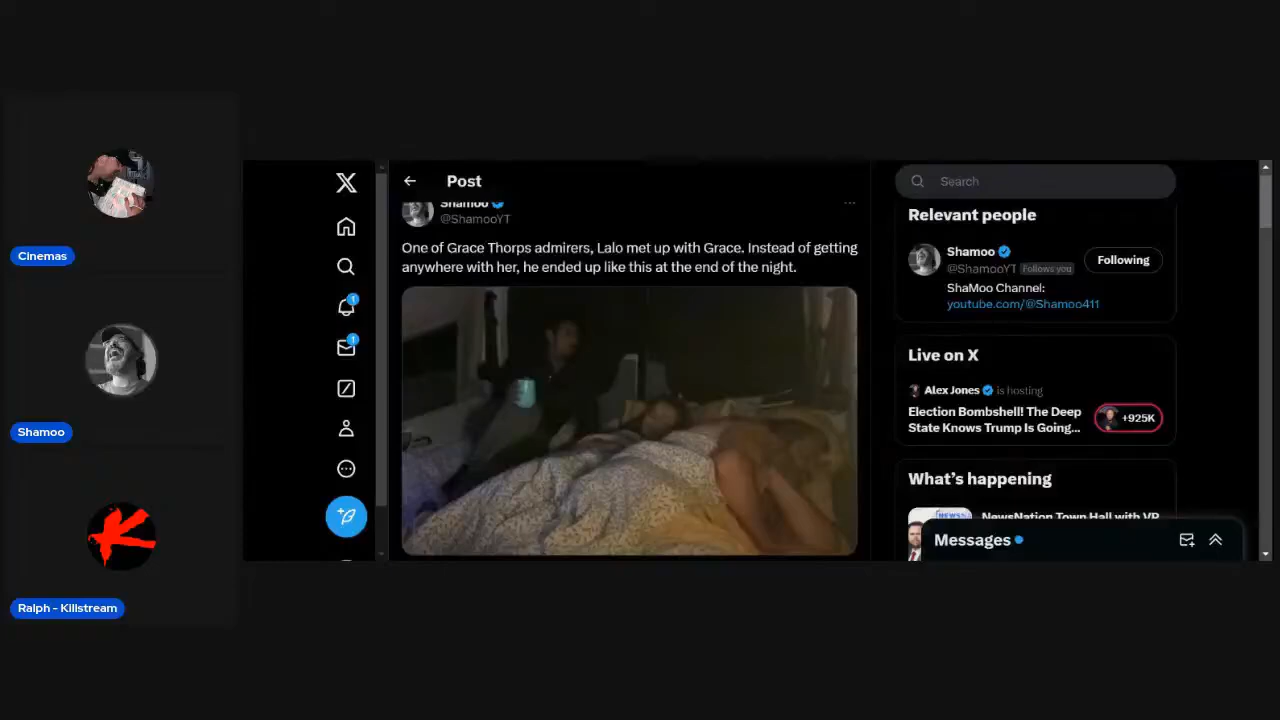 Cinemas
Shamoo
Ralph - Killstream
Post
Shamoo
@ShamooYT
One of Grace Thorps admirers, Lalo met up with Grace. Instead of getting
anywhere with her, he ended up like this at the end of the night.
Search
Relevant people
Shamoo
@ShamooYT Follows you
Following
ShaMoo Channel:
youtube.com/@Shamoo411
Live on X
Alex Jones is hosting
Election Bombshell! The Deep
State Knows Trump Is Going...
+925K
What's happening
NewsNation Town Hall with VP
Messages
1
1